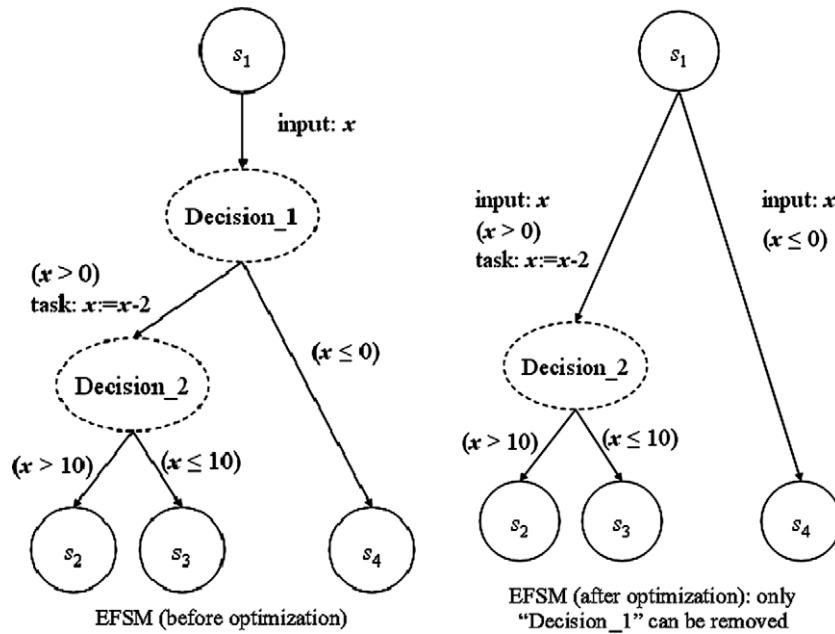 s1
input: x
Decision_1
(x > 0)
task: x:=x-2
(x ≤ 0)
Decision_2
(x > 10)
(x ≤ 10)
s2
s3
s4
EFSM (before optimization)
s1
input: x
(x > 0)
task: x:=x-2
input: x
(x ≤ 0)
Decision_2
(x > 10)
(x ≤ 10)
s2
s3
s4
EFSM (after optimization): only
“Decision_1” can be removed